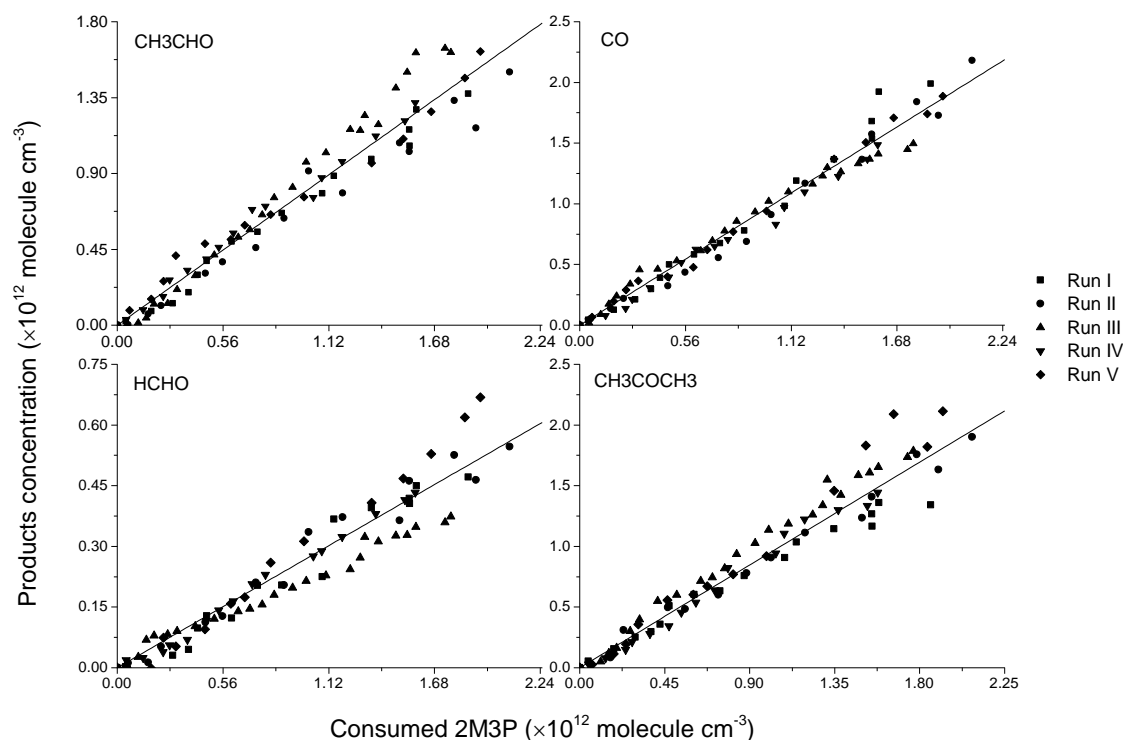 CH3CHO
1.80
1.35
0.90
0.45
0.00
0.00 0.56 1.12 1.68 2.24
CO
2.5
2.0
1.5
1.0
0.5
0.0
0.00 0.56 1.12 1.68 2.24
HCHO
0.75
0.60
0.45
0.30
0.15
0.00
0.00 0.56 1.12 1.68 2.24
CH3COCH3
2.5
2.0
1.5
1.0
0.5
0.0
0.00 0.45 0.90 1.35 1.80 2.25
Run I
Run II
Run III
Run IV
Run V
Products concentration (×10¹² molecule cm⁻³)
Consumed 2M3P (×10¹² molecule cm⁻³)